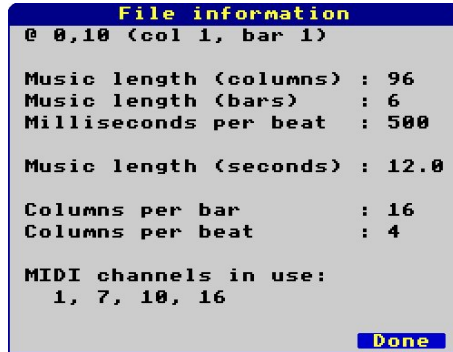 File information
@ 0,10 (col 1, bar 1)
Music length (columns) : 96
Music length (bars) : 6
Milliseconds per beat : 500
Music length (seconds) : 12.0
Columns per bar : 16
Columns per beat : 4
MIDI channels in use:
1, 7, 10, 16
Done